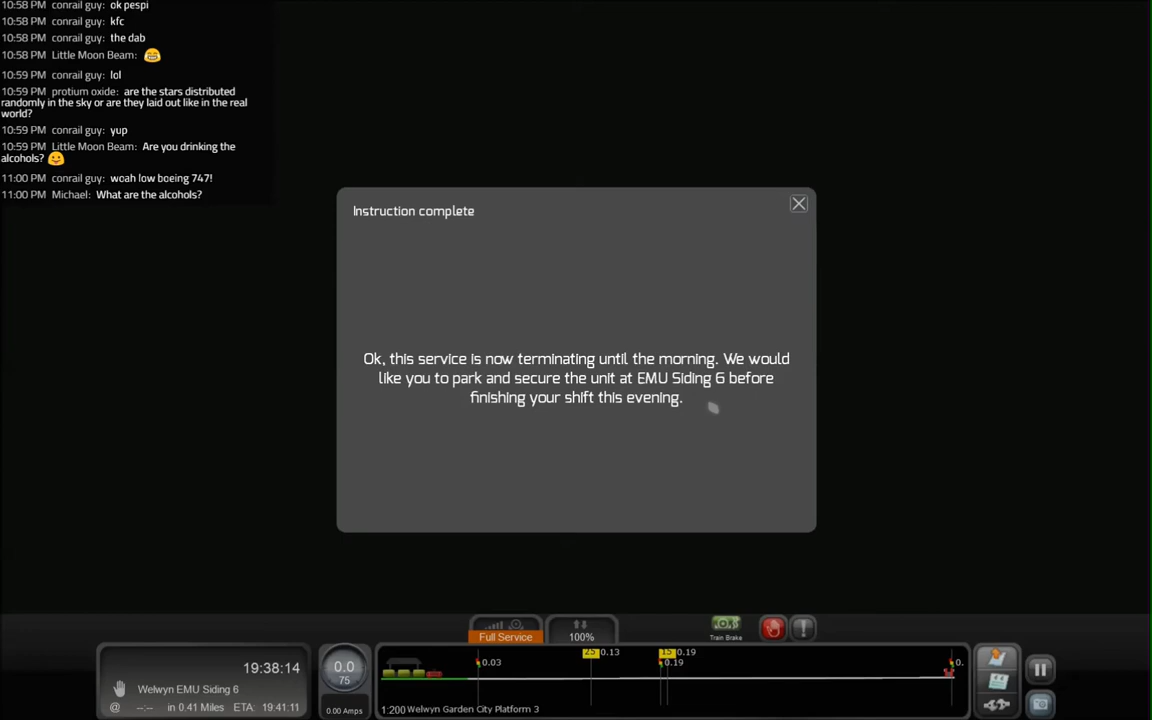 10:58 PM conrail guy: ok pespi
10:58 PM conrail guy: kfc
10:58 PM conrail guy: the dab
10:58 PM Little Moon Beam: 😁
10:59 PM conrail guy: lol
10:59 PM protium oxide: are the stars distributed
randomly in the sky or are they laid out like in the real
world?
10:59 PM conrail guy: yup
10:59 PM Little Moon Beam: Are you drinking the
alcohols? 🙂
11:00 PM conrail guy: woah low boeing 747!
11:00 PM Michael: What are the alcohols?
Instruction complete
Ok, this service is now terminating until the morning. We would
like you to park and secure the unit at EMU Siding 6 before
finishing your shift this evening.
Full Service
100%
Train Brake
19:38:14
Welwyn EMU Siding 6
@ --:-- in 0.41 Miles ETA: 19:41:11
0.0
75
0.00 Amps
0.03
25 0.13
15 0.19
0.19
0.
1:200 Welwyn Garden City Platform 3